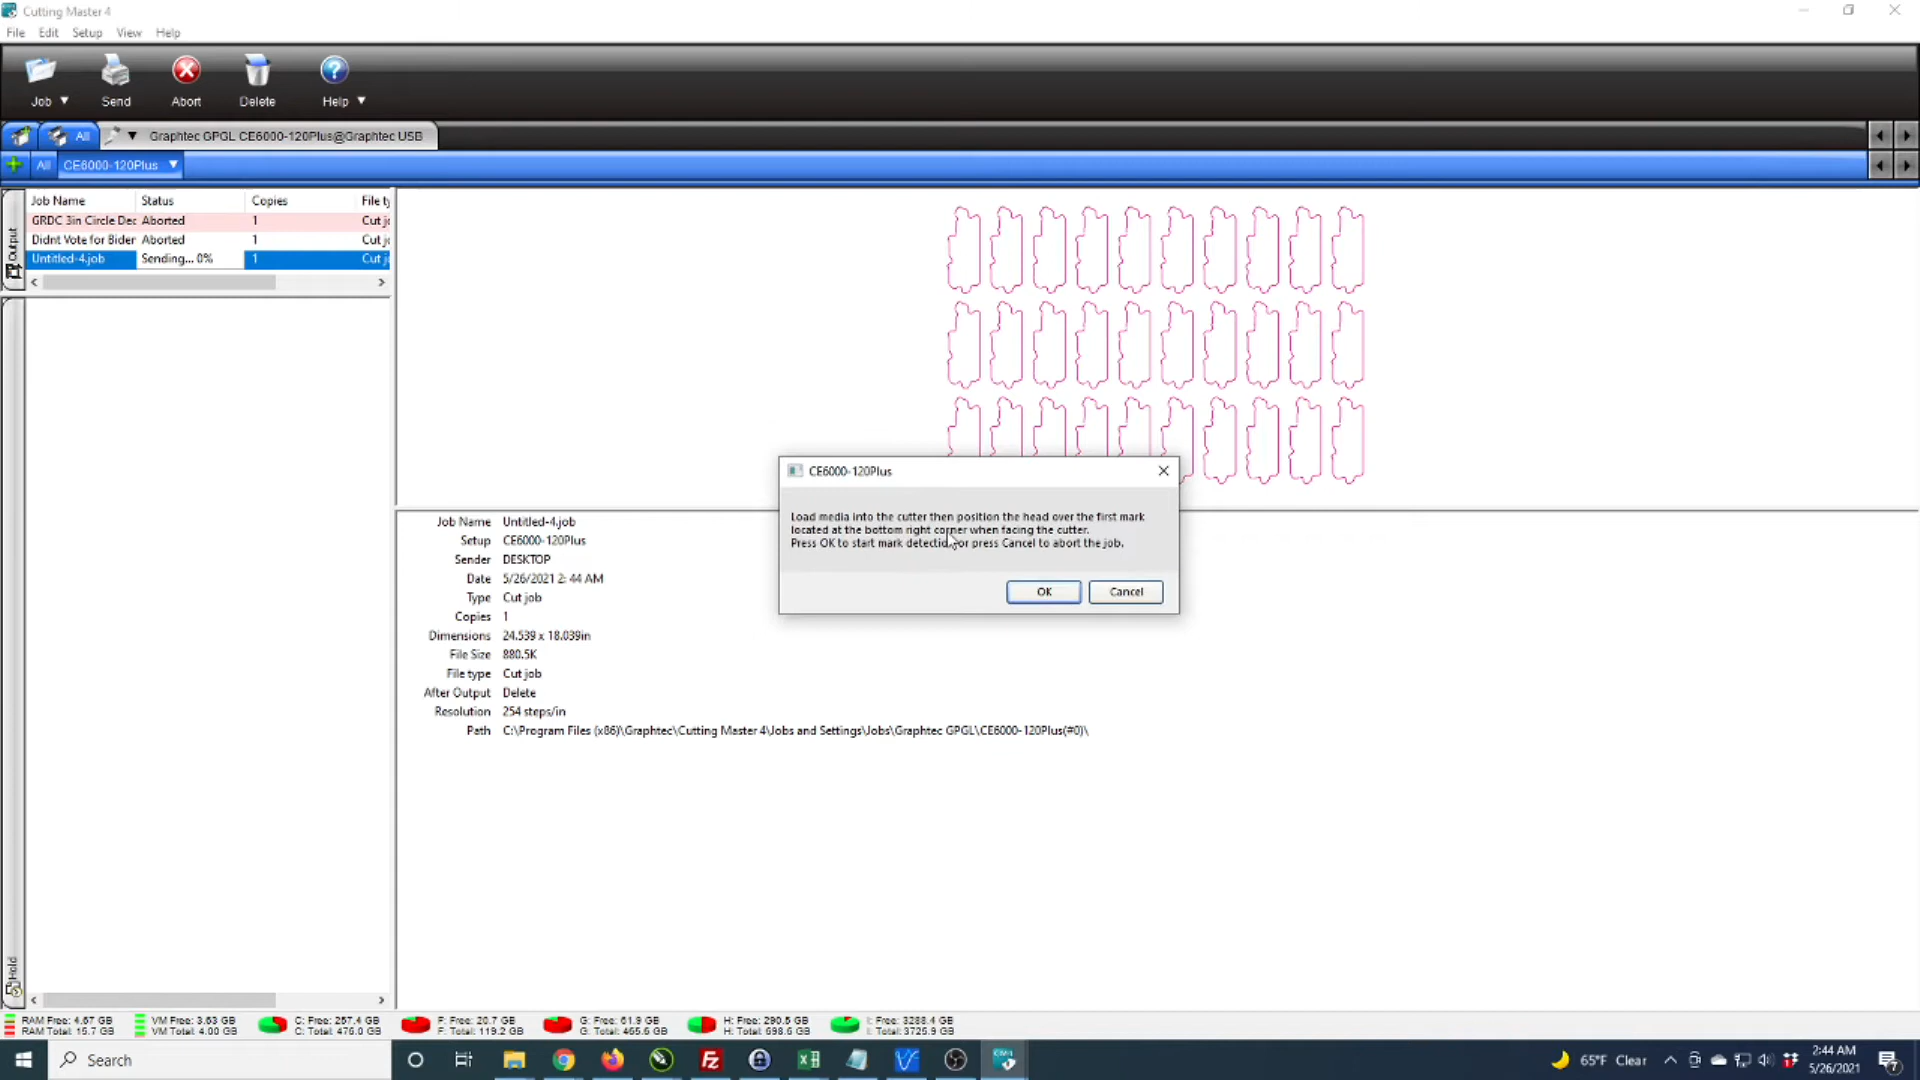 Cutting Master 4
File Edit Setup View Help
Job Send Abort Delete Help
All Graphtec GPGL CE6000-120Plus@Graphtec USB
All CE6000-120Plus
Output
Job Name Status Copies File ty
GRDC 3in Circle Dec Aborted 1 Cut jo
Didnt Vote for Biden Aborted 1 Cut jo
Untitled-4.job Sending... 0% 1 Cut jo
CE6000-120Plus
Load media into the cutter then position the head over the first mark
located at the bottom right corner when facing the cutter.
Press OK to start mark detection or press Cancel to abort the job.
OK Cancel
Job Name Untitled-4.job
Setup CE6000-120Plus
Sender DESKTOP
Date 5/26/2021 2: 44 AM
Type Cut job
Copies 1
Dimensions 24.539 x 18.039in
File Size 880.5K
File type Cut job
After Output Delete
Resolution 254 steps/in
Path C:\Program Files (x86)\Graphtec\Cutting Master 4\Jobs and Settings\Jobs\Graphtec GPGL\CE6000-120Plus(#0)\
Hold
RAM Free: 4.67 GB VM Free: 3.63 GB C: Free: 257.4 GB F: Free: 20.7 GB G: Free: 61.9 GB H: Free: 290.5 GB I: Free: 3288.4 GB
RAM Total: 15.7 GB VM Total: 4.00 GB C: Total: 476.0 GB F: Total: 119.2 GB G: Total: 465.6 GB H: Total: 698.6 GB I: Total: 3725.9 GB
Search 65°F Clear 2:44 AM
5/26/2021